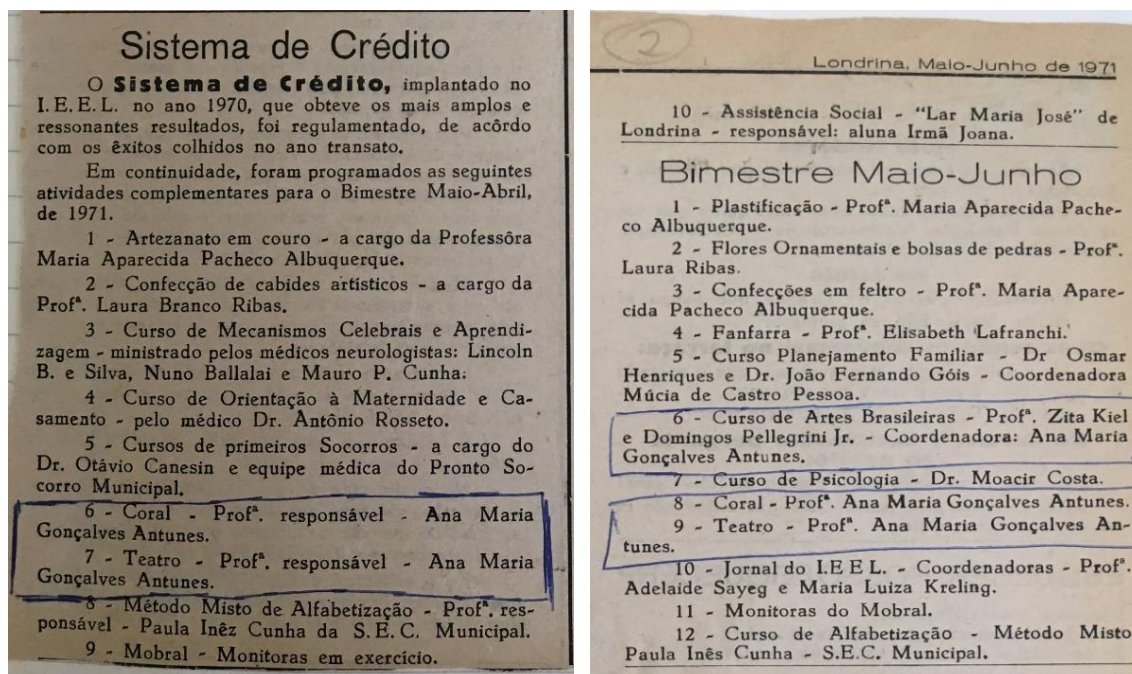 Sistema de Crédito
O Sistema de Crédito, implantado no
I.E.E.L. no ano 1970, que obteve os mais amplos e
ressonantes resultados, foi regulamentado, de acôrdo
com os êxitos colhidos no ano transato.
Em continuidade, foram programados as seguintes
atividades complementares para o Bimestre Maio-Abril,
de 1971.
1 - Artezanato em couro - a cargo da Professôra
Maria Aparecida Pacheco Albuquerque.
2 - Confecção de cabides artísticos - a cargo da
Profª. Laura Branco Ribas.
3 - Curso de Mecanismos Celebrais e Aprendi-
zagem - ministrado pelos médicos neurologistas: Lincoln
B. e Silva, Nuno Ballalai e Mauro P. Cunha.
4 - Curso de Orientação à Maternidade e Ca-
samento - pelo médico Dr. Antônio Rosseto.
5 - Cursos de primeiros Socorros - a cargo do
Dr. Otávio Canesin e equipe médica do Pronto So-
corro Municipal.
6 - Coral - Profª. responsável - Ana Maria
Gonçalves Antunes.
7 - Teatro - Profª. responsável - Ana Maria
Gonçalves Antunes.
8 - Método Misto de Alfabetização - Profª. res-
ponsável - Paula Inêz Cunha da S.E.C. Municipal.
9 - Mobral - Monitoras em exercício.
2
Londrina, Maio-Junho de 1971
10 - Assistência Social - “Lar Maria José” de
Londrina - responsável: aluna Irmã Joana.
Bimestre Maio-Junho
1 - Plastificação - Profª. Maria Aparecida Pache-
co Albuquerque.
2 - Flores Ornamentais e bolsas de pedras - Profª.
Laura Ribas.
3 - Confecções em feltro - Profª. Maria Apare-
cida Pacheco Albuquerque.
4 - Fanfarra - Profª. Elisabeth Lafranchi.
5 - Curso Planejamento Familiar - Dr Osmar
Henriques e Dr. João Fernando Góis - Coordenadora
Múcia de Castro Pessoa.
6 - Curso de Artes Brasileiras - Profª. Zita Kiel
e Domingos Pellegrini Jr. - Coordenadora: Ana Maria
Gonçalves Antunes.
7 - Curso de Psicologia - Dr. Moacir Costa.
8 - Coral - Profª. Ana Maria Gonçalves Antunes.
9 - Teatro - Profª. Ana Maria Gonçalves An-
tunes.
10 - Jornal do I.E E L. - Coordenadoras - Profª.
Adelaide Sayeg e Maria Luiza Kreling.
11 - Monitoras do Mobral.
12 - Curso de Alfabetização - Método Misto
Paula Inês Cunha - S.E.C. Municipal.